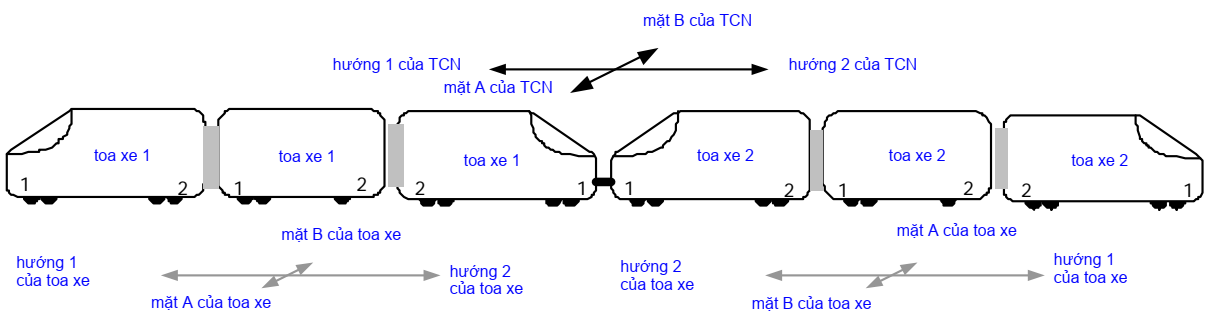 mặt B của TCN
hướng 1 của TCN
hướng 2 của TCN
mặt A của TCN
toa xe 1
toa xe 1
toa xe 1
toa xe 2
toa xe 2
toa xe 2
1 2 1 2 2 1 1 2 1 2 2 1
mặt B của toa xe
mặt A của toa xe
hướng 1
của toa xe
hướng 2
của toa xe
hướng 2
của toa xe
hướng 1
của toa xe
mặt A của toa xe
mặt B của toa xe